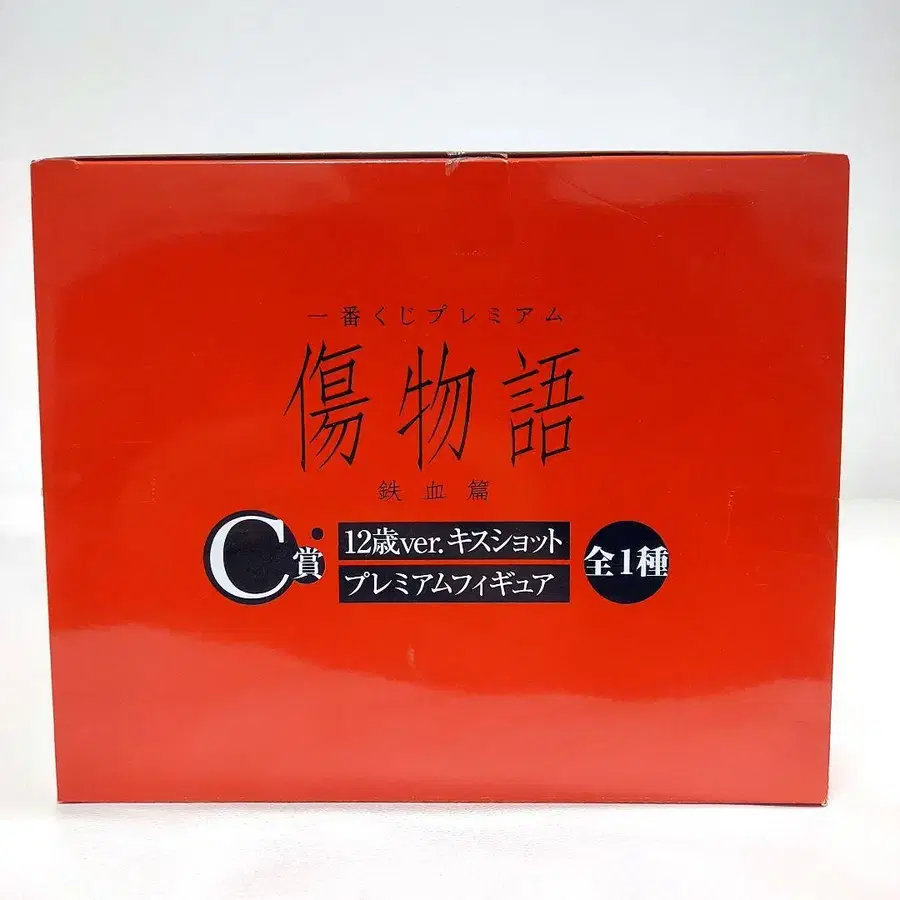 一番くじプレミアム
傷物語
鉄血篇
C賞
12歳ver.キスショット
プレミアムフィギュア
全1種